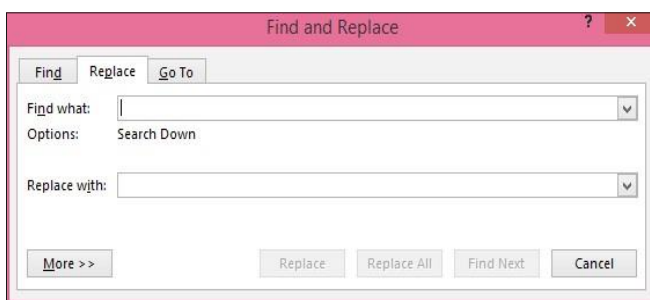 Find and Replace ? ×
Find Replace Go To
Find what:
Options: Search Down
Replace with:
More >> Replace Replace All Find Next Cancel